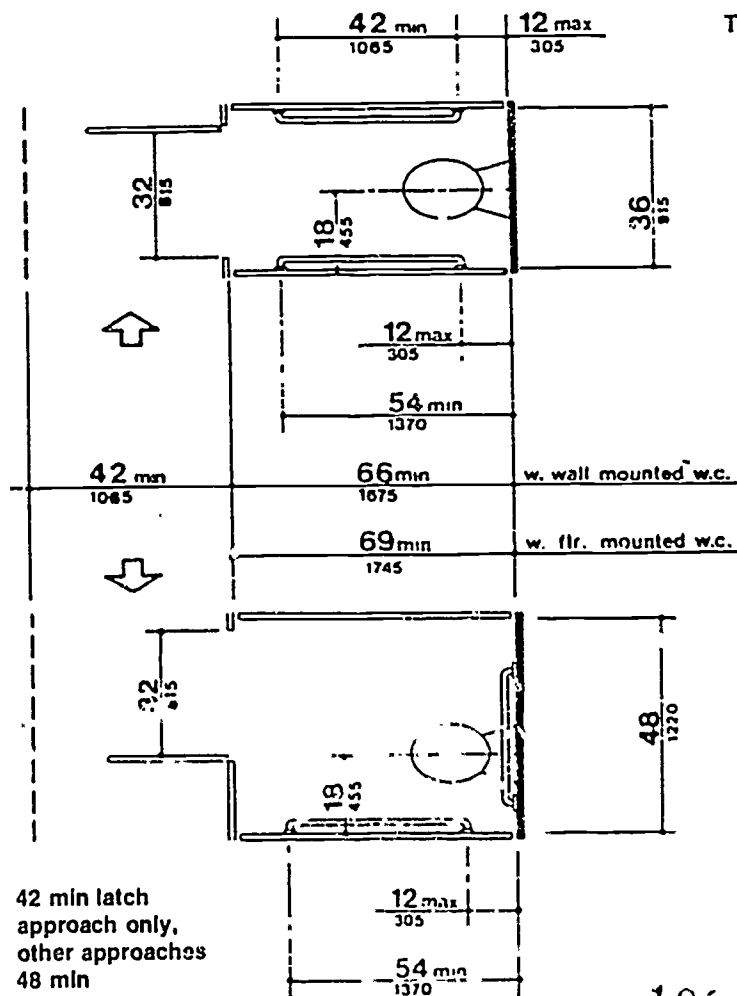 42 min
1065
12 max
305
T
32
815
18
455
36
915
12 max
305
54 min
1370
42 min
1065
66 min
1675
w. wall mounted w.c.
69 min
1745
w. flr. mounted w.c.
32
815
18
455
48
1220
12 max
305
54 min
1370
42 min latch
approach only,
other approaches
48 min